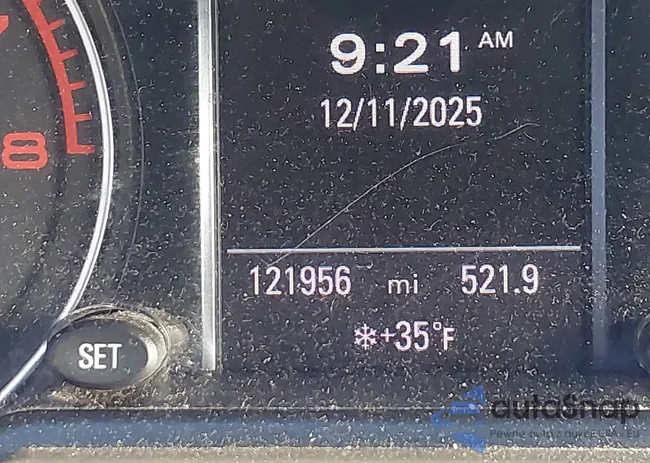 9:21 AM
12/11/2025
8
121956 mi 521.9
❄+35°F
SET
autoSnap